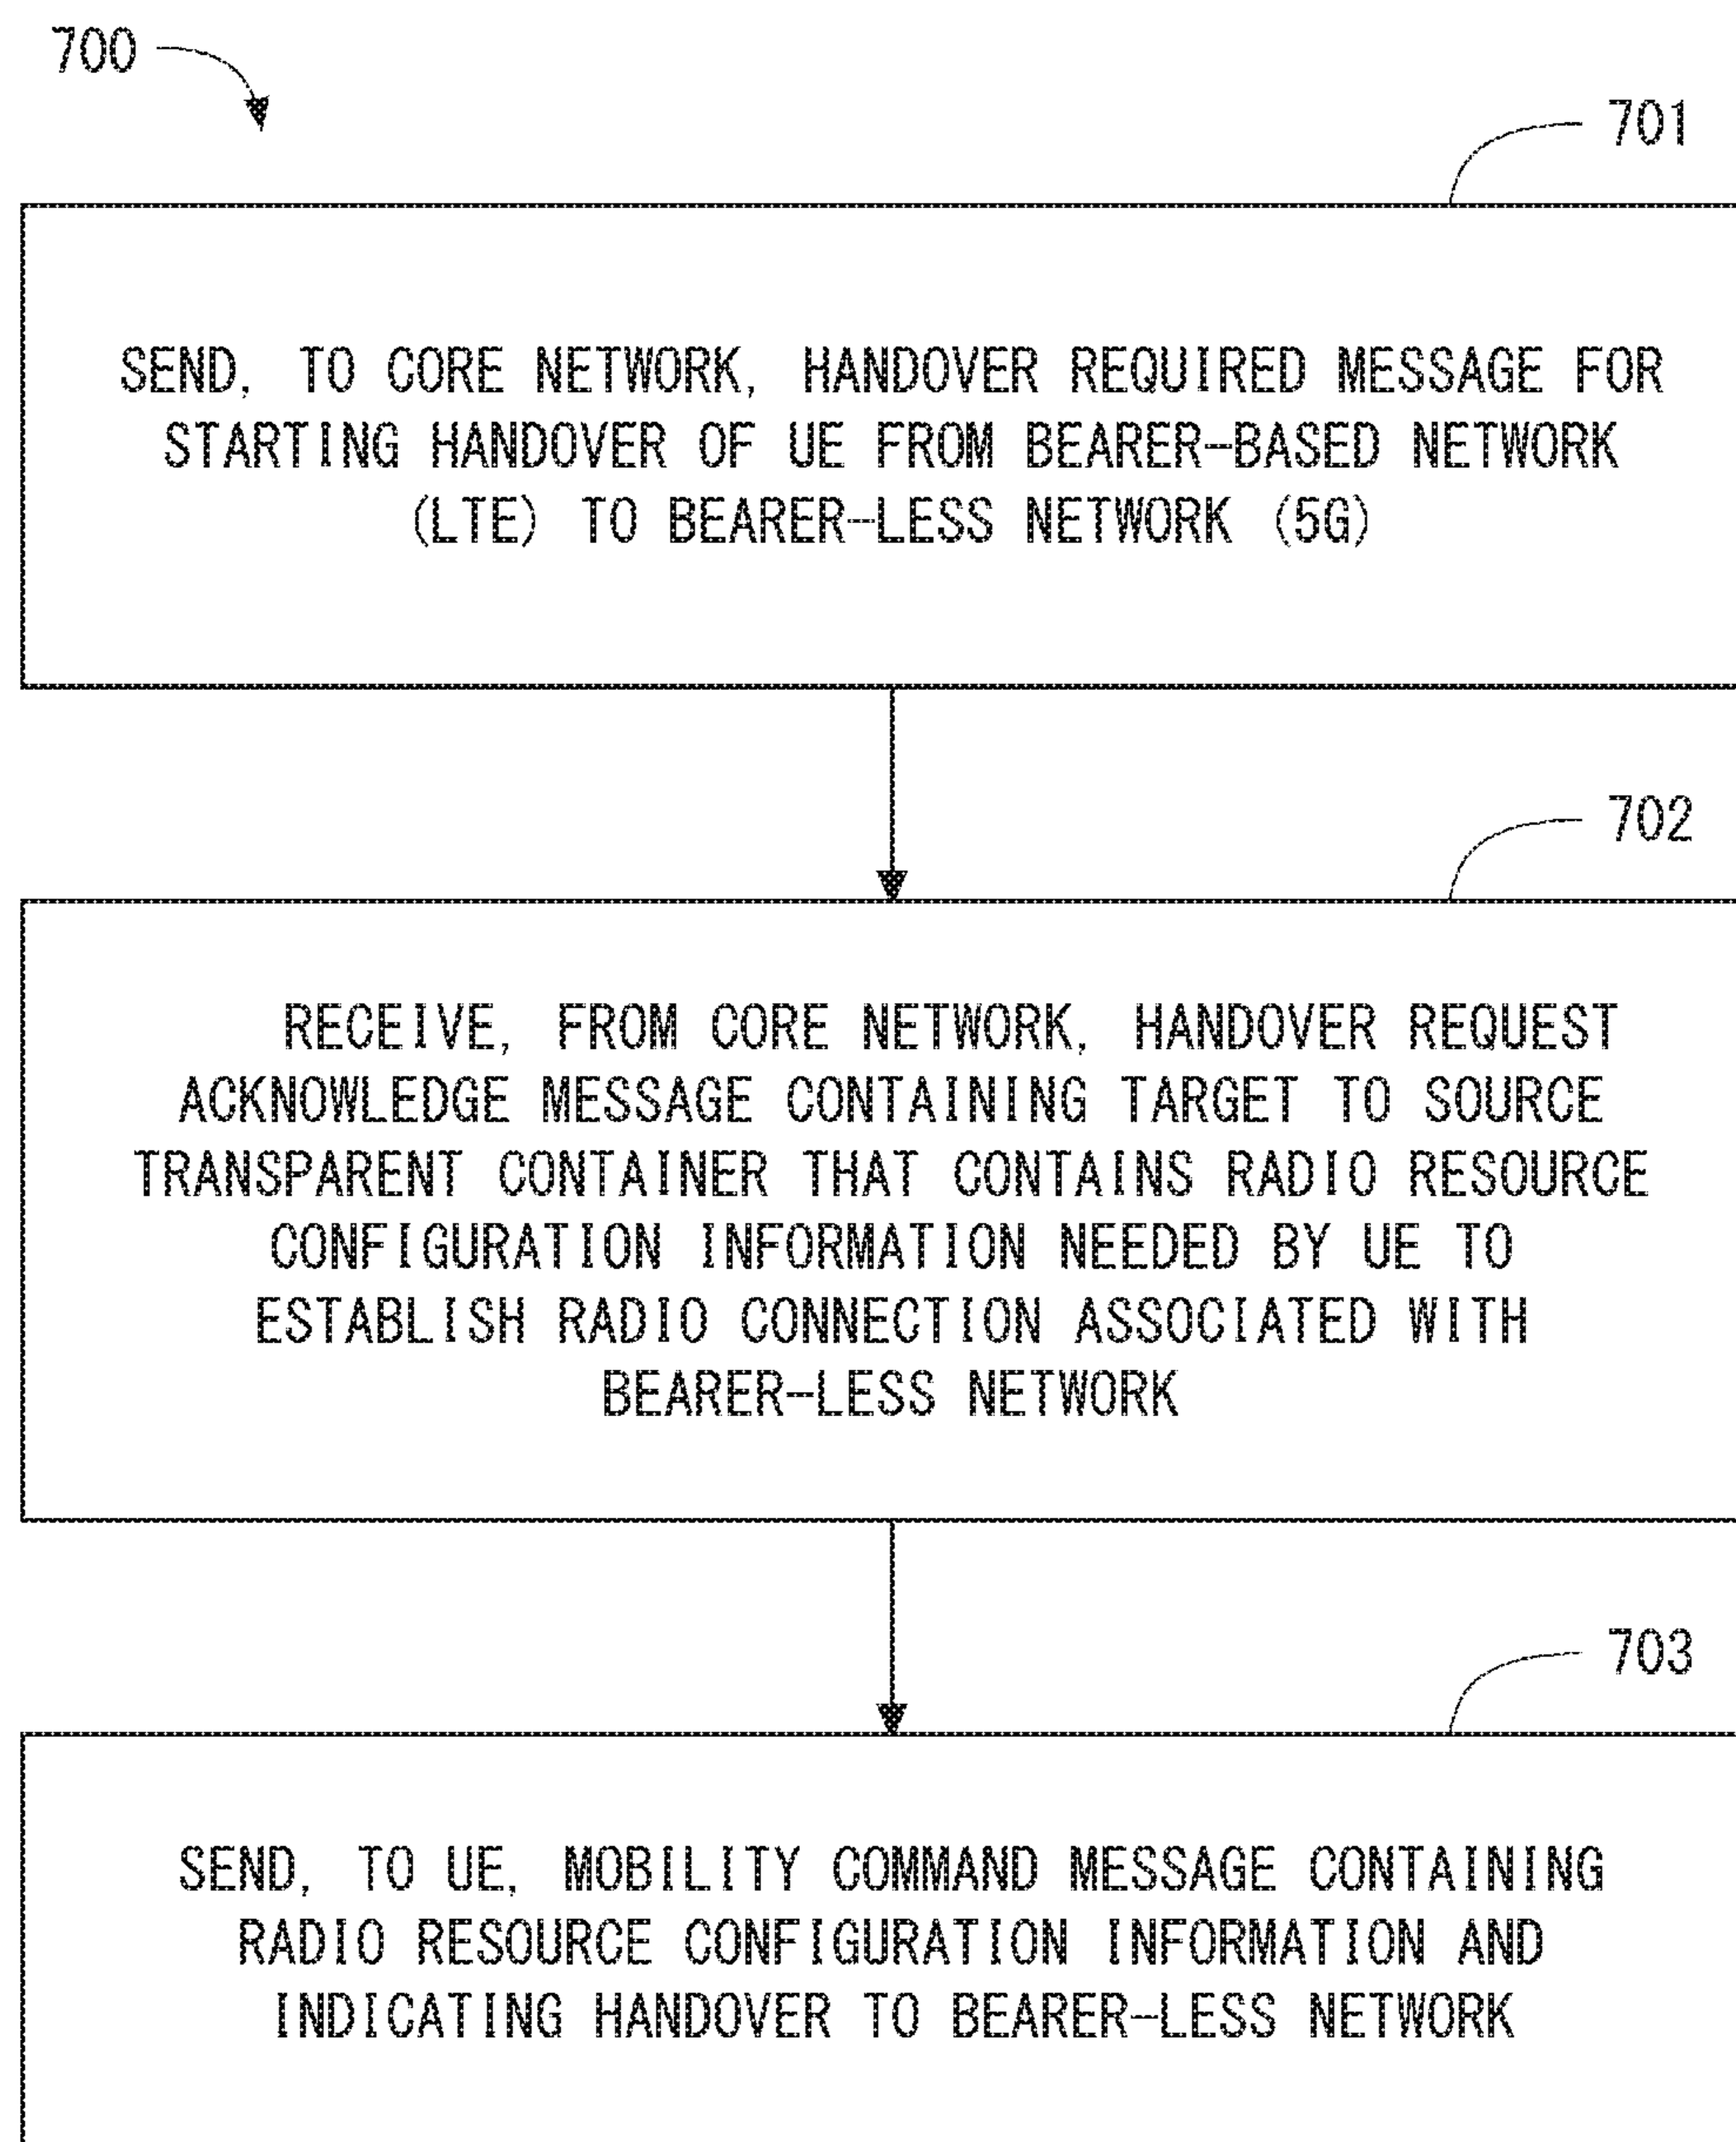 700
701
SEND, TO CORE NETWORK, HANDOVER REQUIRED MESSAGE FOR
STARTING HANDOVER OF UE FROM BEARER-BASED NETWORK
(LTE) TO BEARER-LESS NETWORK (5G)
702
RECEIVE, FROM CORE NETWORK, HANDOVER REQUEST
ACKNOWLEDGE MESSAGE CONTAINING TARGET TO SOURCE
TRANSPARENT CONTAINER THAT CONTAINS RADIO RESOURCE
CONFIGURATION INFORMATION NEEDED BY UE TO
ESTABLISH RADIO CONNECTION ASSOCIATED WITH
BEARER-LESS NETWORK
703
SEND, TO UE, MOBILITY COMMAND MESSAGE CONTAINING
RADIO RESOURCE CONFIGURATION INFORMATION AND
INDICATING HANDOVER TO BEARER-LESS NETWORK